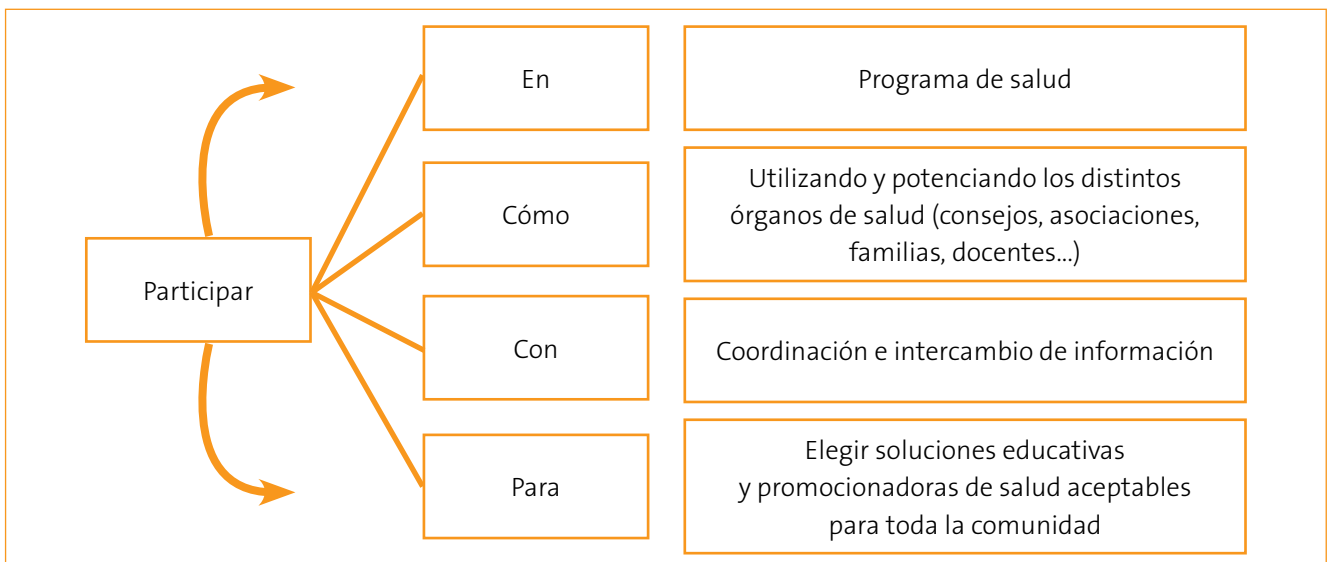 En
Programa de salud
Cómo
Utilizando y potenciando los distintos
órganos de salud (consejos, asociaciones,
familias, docentes...)
Participar
Con
Coordinación e intercambio de información
Para
Elegir soluciones educativas
y promocionadoras de salud aceptables
para toda la comunidad